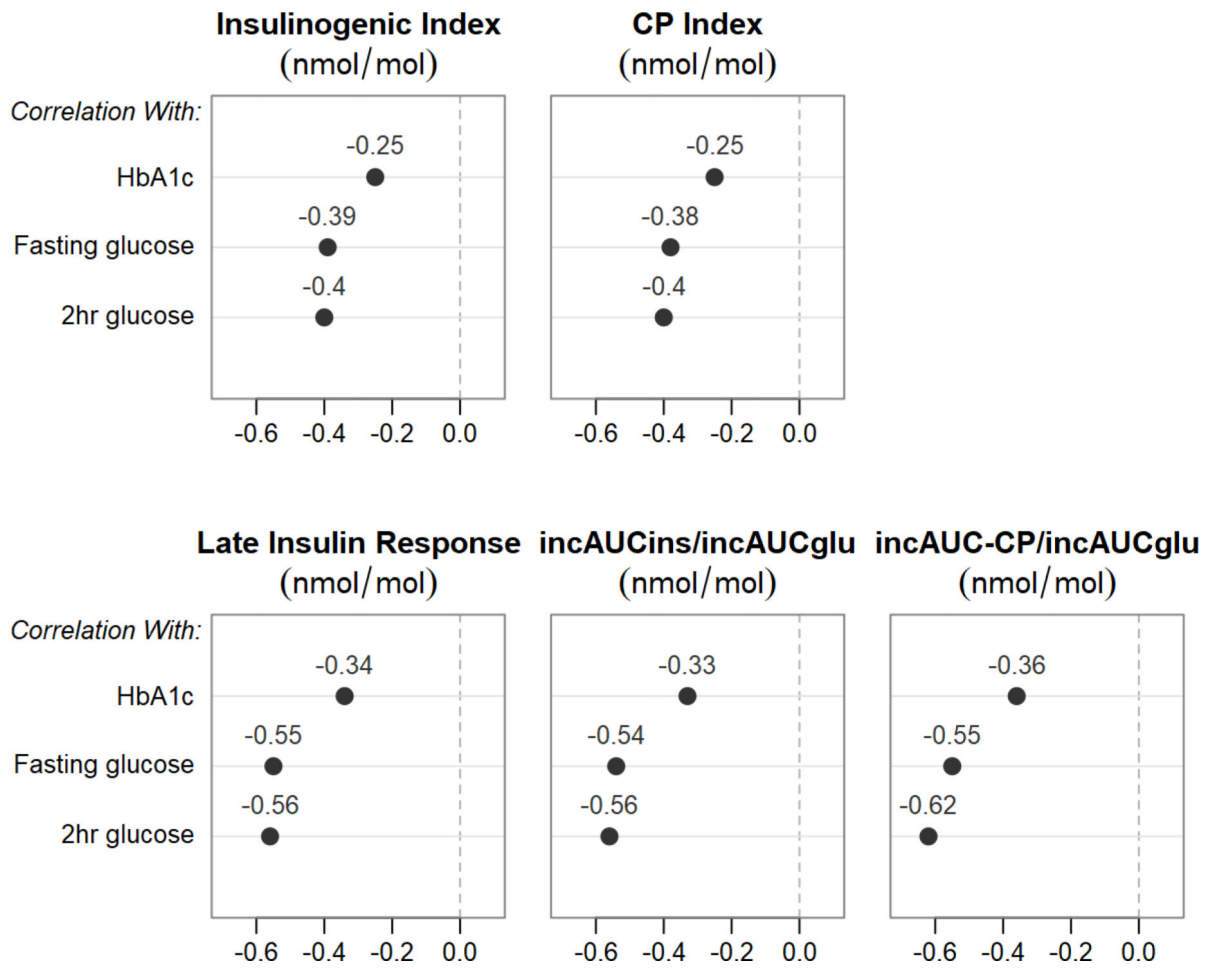 Insulinogenic Index CP Index
(nmol/mol) (nmol/mol)
Correlation With:
-0.25 -0.25
HbA1c
-0.39 -0.38
Fasting glucose
-0.4 -0.4
2hr glucose
-0.6 -0.4 -0.2 0.0 -0.6 -0.4 -0.2 0.0
Late Insulin Response incAUCins/incAUCglu incAUC-CP/incAUCglu
(nmol/mol) (nmol/mol) (nmol/mol)
Correlation With:
-0.34 -0.33 -0.36
HbA1c
-0.55 -0.54 -0.55
Fasting glucose
-0.56 -0.56 -0.62
2hr glucose
-0.6 -0.4 -0.2 0.0 -0.6 -0.4 -0.2 0.0 -0.6 -0.4 -0.2 0.0